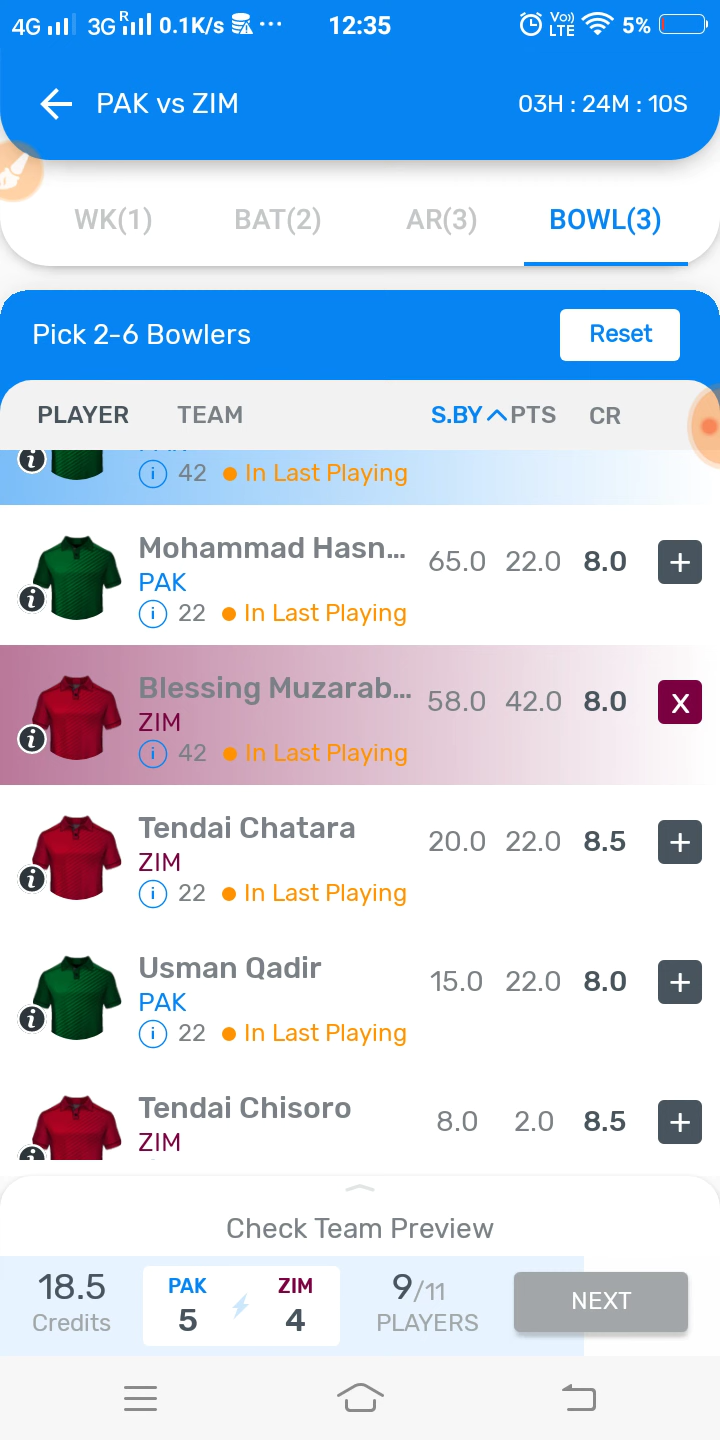 4G 3G R 0.1K/s ... 12:35 Vo)) LTE 5%
PAK vs ZIM 03H : 24M : 10S
WK(1) BAT(2) AR(3) BOWL(3)
Pick 2-6 Bowlers Reset
PLAYER TEAM S.BY PTS CR
i i 42 In Last Playing
Mohammad Hasn... 65.0 22.0 8.0 +
PAK
i i 22 In Last Playing
Blessing Muzarab... 58.0 42.0 8.0 X
ZIM
i i 42 In Last Playing
Tendai Chatara 20.0 22.0 8.5 +
ZIM
i i 22 In Last Playing
Usman Qadir 15.0 22.0 8.0 +
PAK
i i 22 In Last Playing
Tendai Chisoro 8.0 2.0 8.5 +
ZIM
Check Team Preview
18.5 PAK ZIM 9/11 NEXT
Credits 5 4 PLAYERS